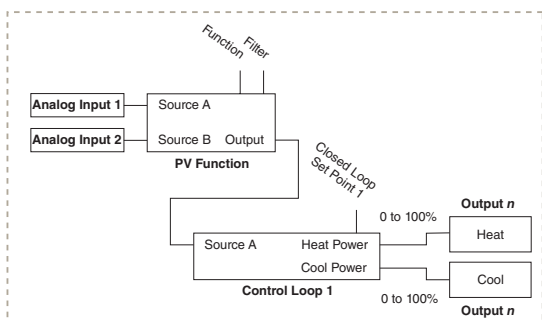 Function
Filter
Analog Input 1
Source A
Analog Input 2
Source B Output
PV Function
Closed Loop
Set Point 1
Output n
0 to 100%
Heat
Source A Heat Power
Cool Power
Cool
Control Loop 1
0 to 100%
Output n